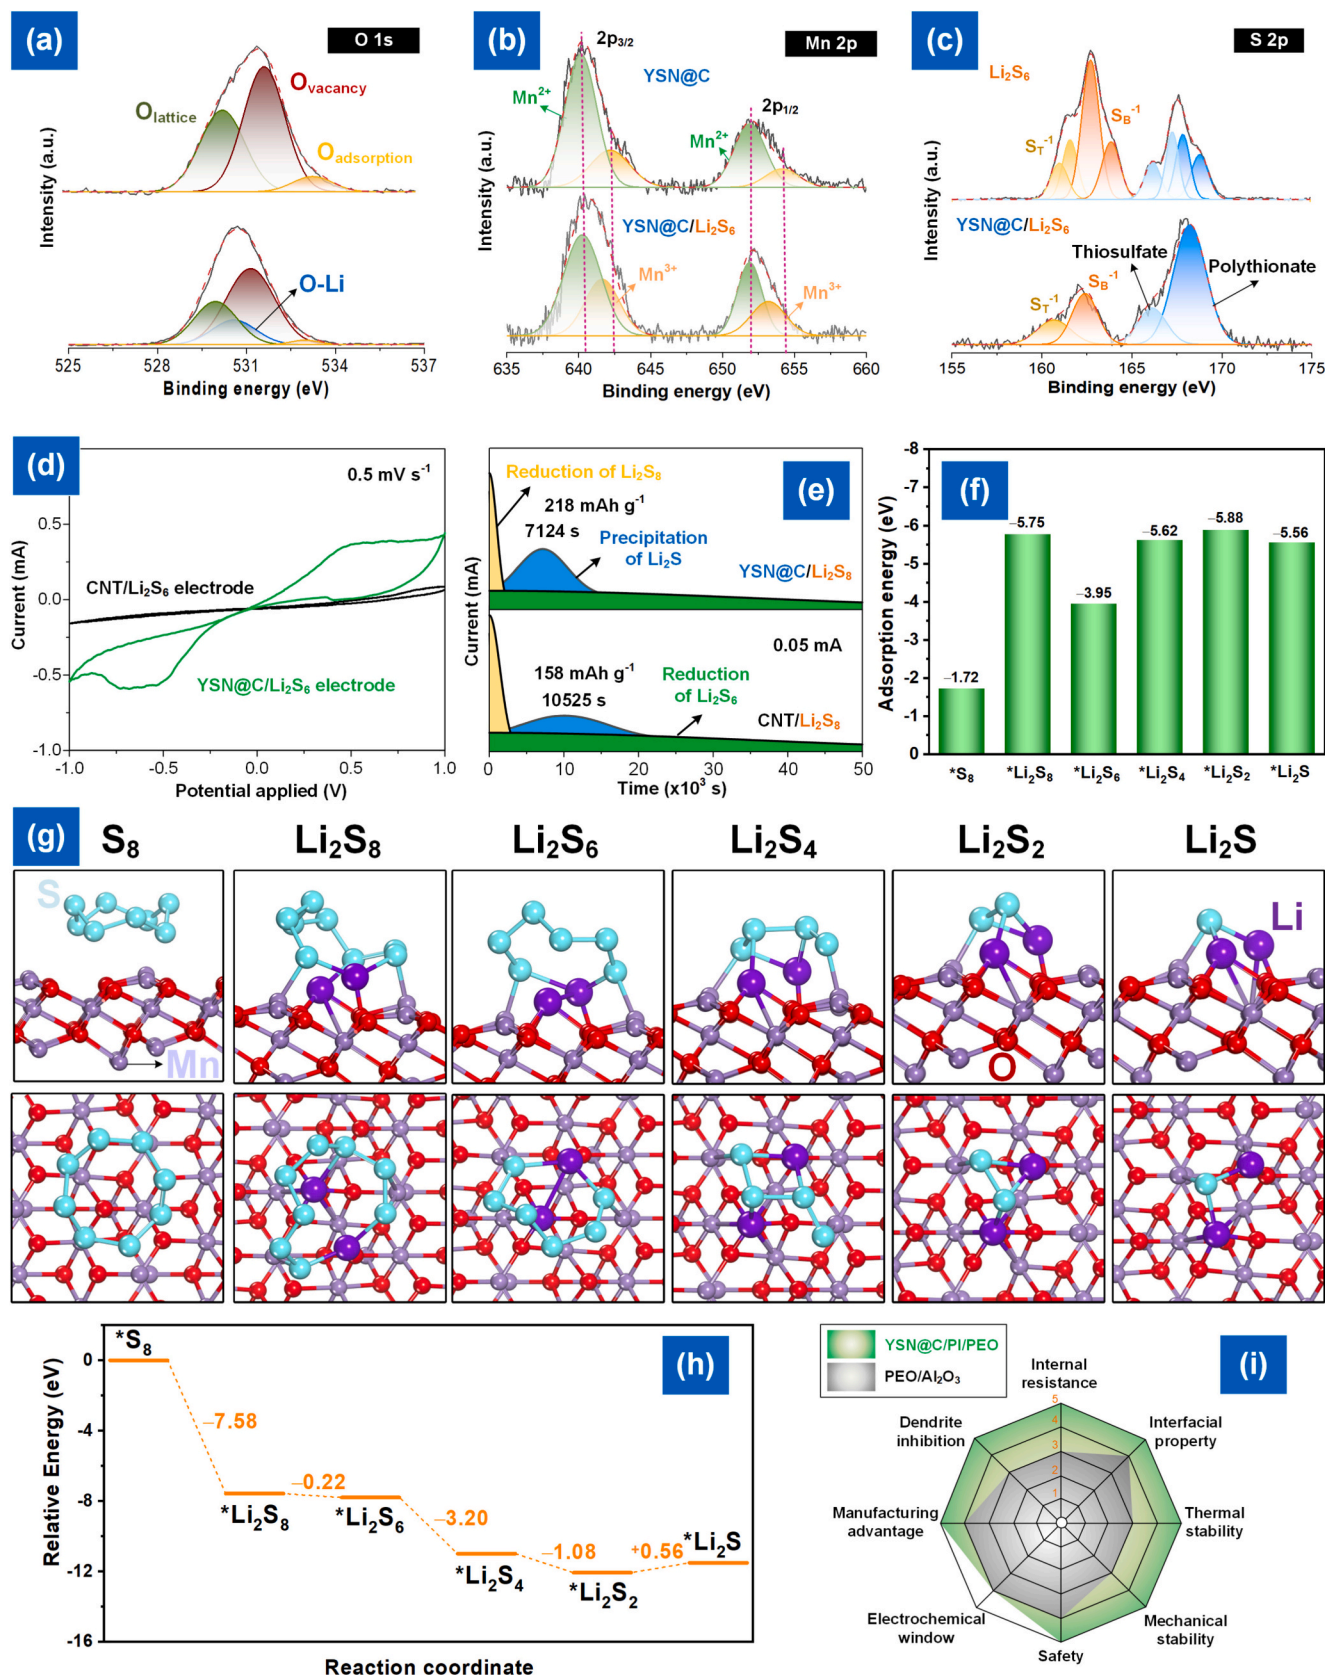 (a)
O 1s
O_vacancy
O_lattice
O_adsorption
O-Li
Intensity (a.u.)
525 528 531 534 537
Binding energy (eV)
(b)
Mn 2p
2p₃/₂
YSN@C
Mn²⁺
2p₁/₂
Mn²⁺
YSN@C/Li₂S₆
Mn³⁺
Mn³⁺
Intensity (a.u.)
635 640 645 650 655 660
Binding energy (eV)
(c)
S 2p
Li₂S₆
S_B⁻¹
S_T⁻¹
YSN@C/Li₂S₆
Thiosulfate
Polythionate
S_B⁻¹
S_T⁻¹
Intensity (a.u.)
155 160 165 170 175
Binding energy (eV)
(d)
0.5 mV s⁻¹
0.5
CNT/Li₂S₆ electrode
0.0
-0.5
YSN@C/Li₂S₆ electrode
-1.0
Current (mA)
-1.0 -0.5 0.0 0.5 1.0
Potential applied (V)
(e)
Reduction of Li₂S₈
218 mAh g⁻¹
7124 s
Precipitation
of Li₂S
YSN@C/Li₂S₈
0.05 mA
158 mAh g⁻¹
10525 s
Reduction
of Li₂S₆
CNT/Li₂S₈
Current (mA)
0 10 20 30 40 50
Time (x10³ s)
(f)
Adsorption energy (eV)
-8
-7
-6
-5
-4
-3
-2
-1
0
−1.72
−5.75
−3.95
−5.62
−5.88
−5.56
*S₈ *Li₂S₈ *Li₂S₆ *Li₂S₄ *Li₂S₂ *Li₂S
(g)
S₈ Li₂S₈ Li₂S₆ Li₂S₄ Li₂S₂ Li₂S
S
Li
Mn
O
(h)
*S₈
−7.58
*Li₂S₈
−0.22
*Li₂S₆
−3.20
*Li₂S₄
−1.08
*Li₂S₂
+0.56
*Li₂S
0
-4
-8
-12
-16
Relative Energy (eV)
Reaction coordinate
(i)
YSN@C/PI/PEO
PEO/Al₂O₃
Internal
resistance
Interfacial
property
Thermal
stability
Mechanical
stability
Safety
Electrochemical
window
Manufacturing
advantage
Dendrite
inhibition
5
4
3
2
1